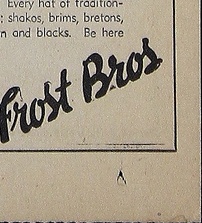 Every hat of tradition-
: shakos, brims, bretons,
n and blacks. Be here
Frost Bros